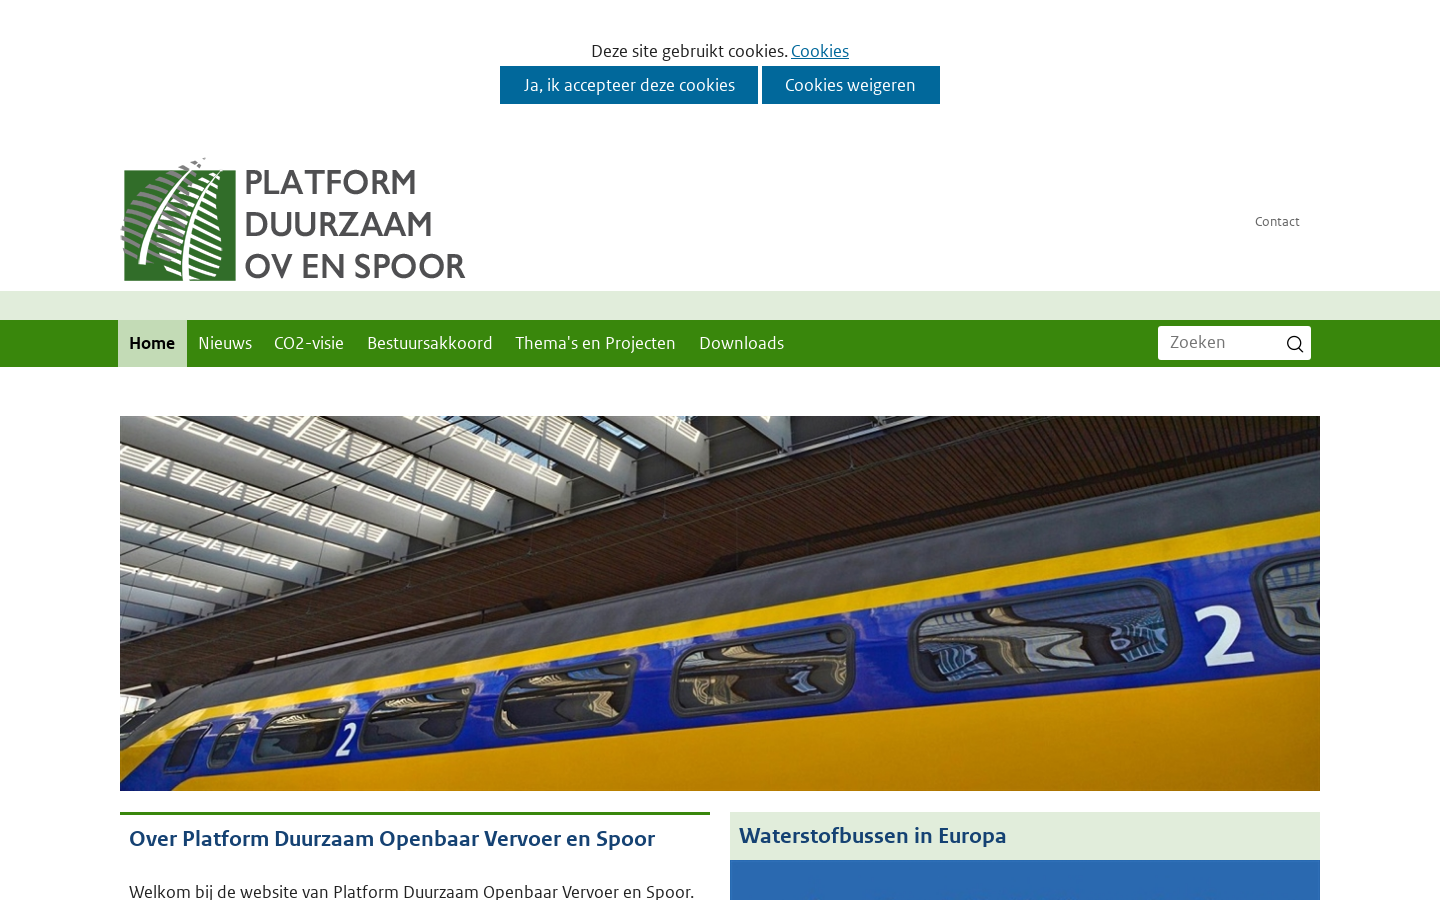 Deze site gebruikt cookies. Cookies
Ja, ik accepteer deze cookies
Cookies weigeren
PLATFORM
DUURZAAM
OV EN SPOOR
Contact
Home
Nieuws
CO2-visie
Bestuursakkoord
Thema's en Projecten
Downloads
Zoeken
2
2
Over Platform Duurzaam Openbaar Vervoer en Spoor
Welkom bij de website van Platform Duurzaam Openbaar Vervoer en Spoor.
Waterstofbussen in Europa